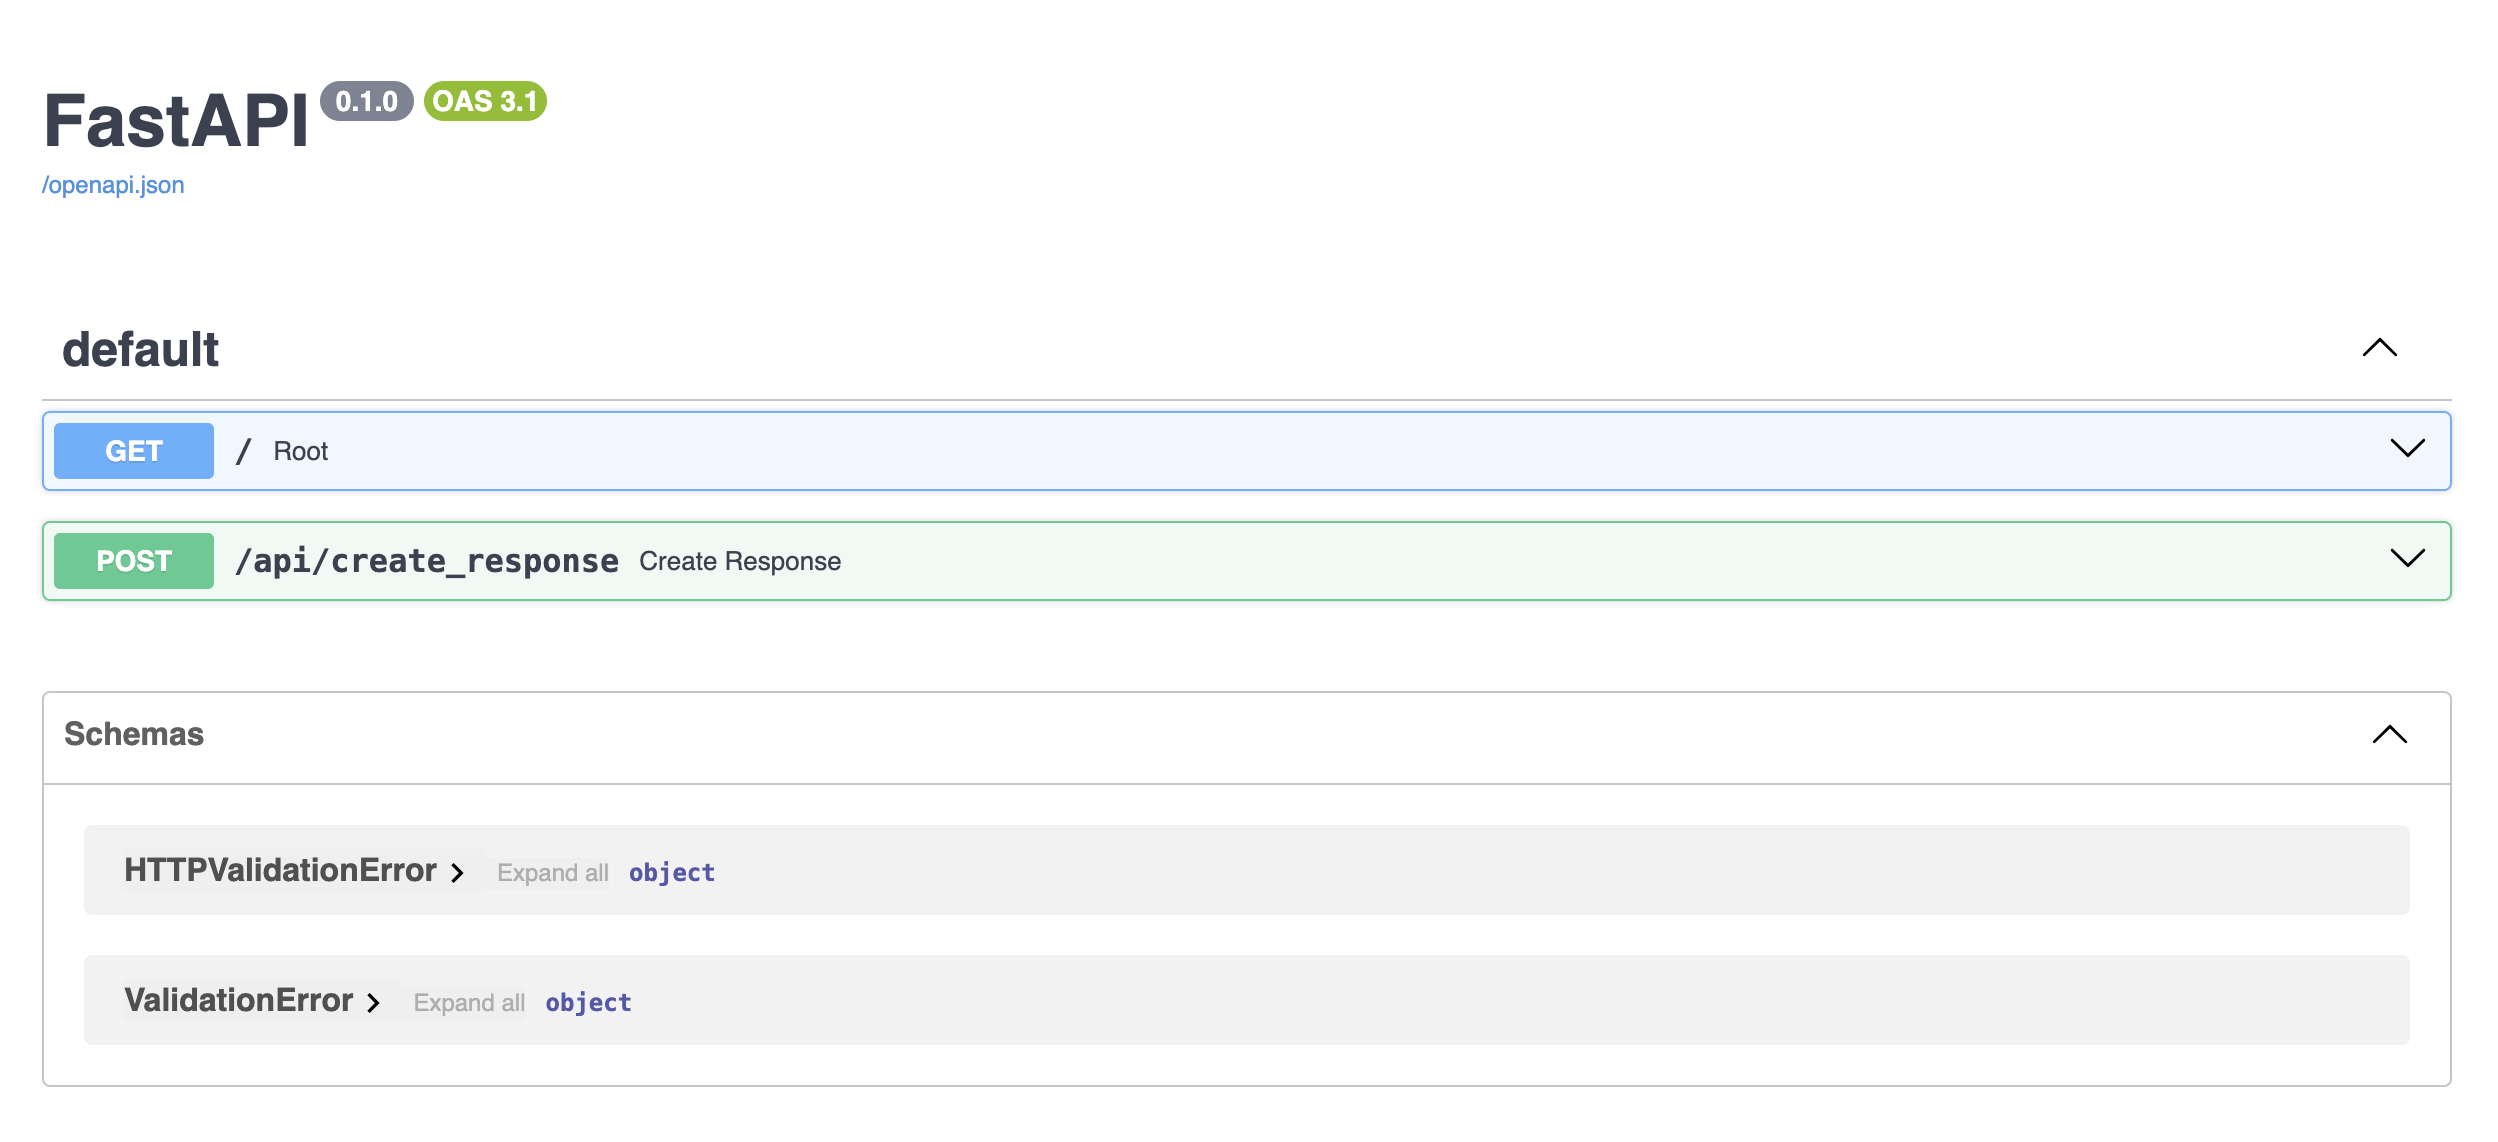 FastAPI 0.1.0 OAS 3.1
/openapi.json
default
GET / Root
POST /api/create_response Create Response
Schemas
HTTPValidationError Expand all object
ValidationError Expand all object